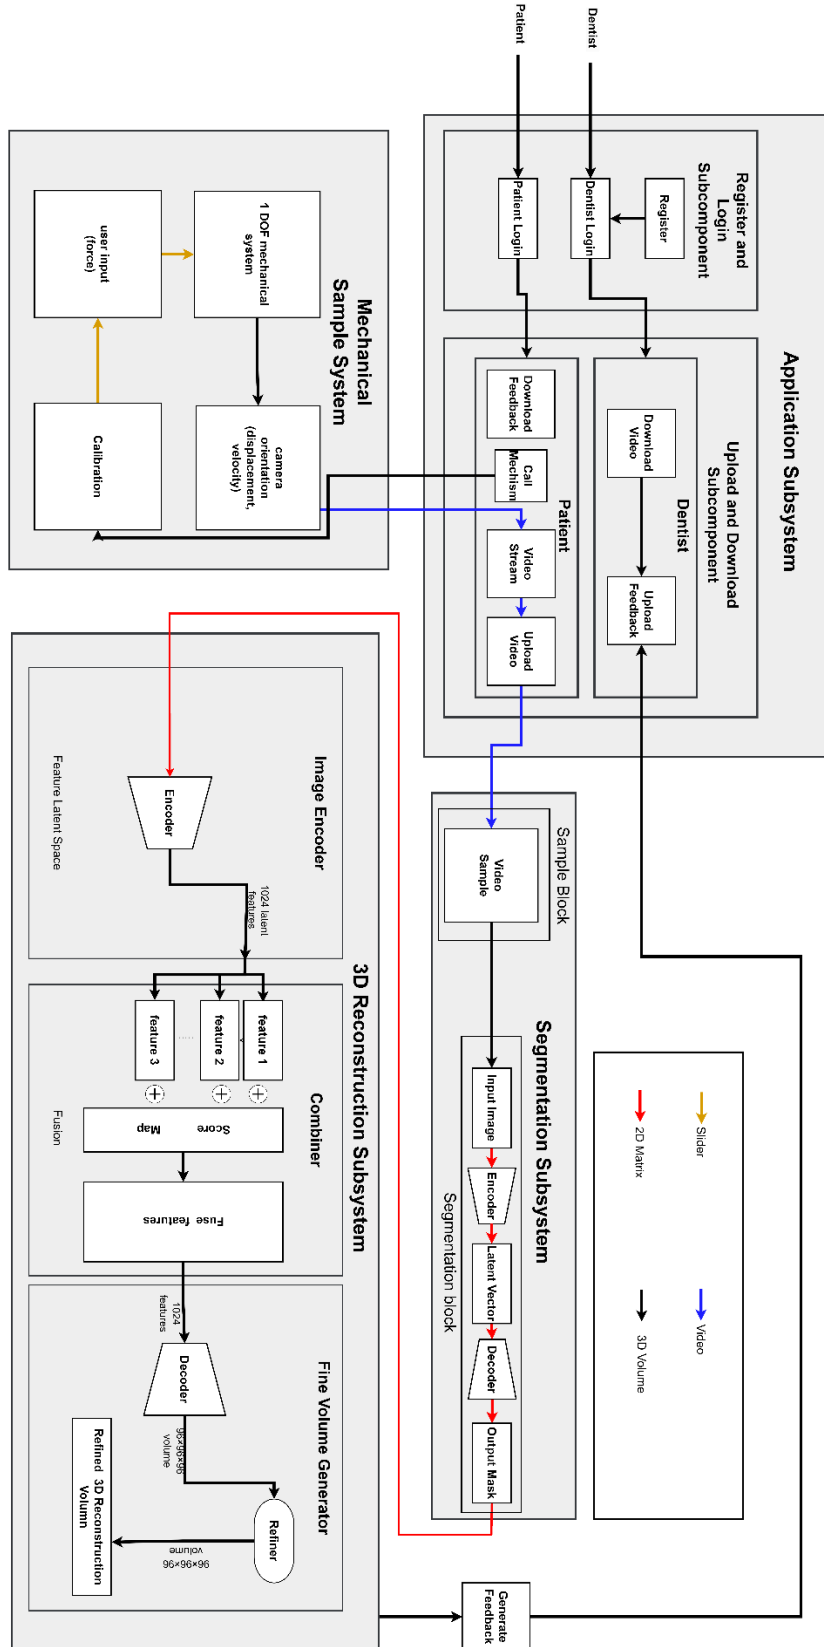 Patient
Dentist
Application Subsystem
Register and
Login
Subcomponent
Register
Dentist Login
Patient Login
Upload and Download
Subcomponent
Dentist
Download
Video
Upload
Feedback
Patient
Download
Feedback
Call
Mechism
Video
Stream
Upload
Video
Mechanical
Sample System
1 DOF mechanical
system
user input
(force)
camera
orientation
(displacement,
velocity)
Calibration
Slider
Video
2D Matrix
3D Volume
Segmentation Subsystem
Sample Block
Video
Sample
Segmentation block
Input Image
Encoder
Latent Vector
Decoder
Output Mask
3D Reconstruction Subsystem
Image Encoder
Encoder
Feature Latent Space
1024 latent
features
Combiner
feature 1
feature 2
feature 3
Score
Map
Fuse features
Fusion
1024
features
Fine Volume Generator
Decoder
96×96×96
volume
Refiner
96×96×96
volume
Refined 3D Reconstruction
Volumn
Generate
Feedback